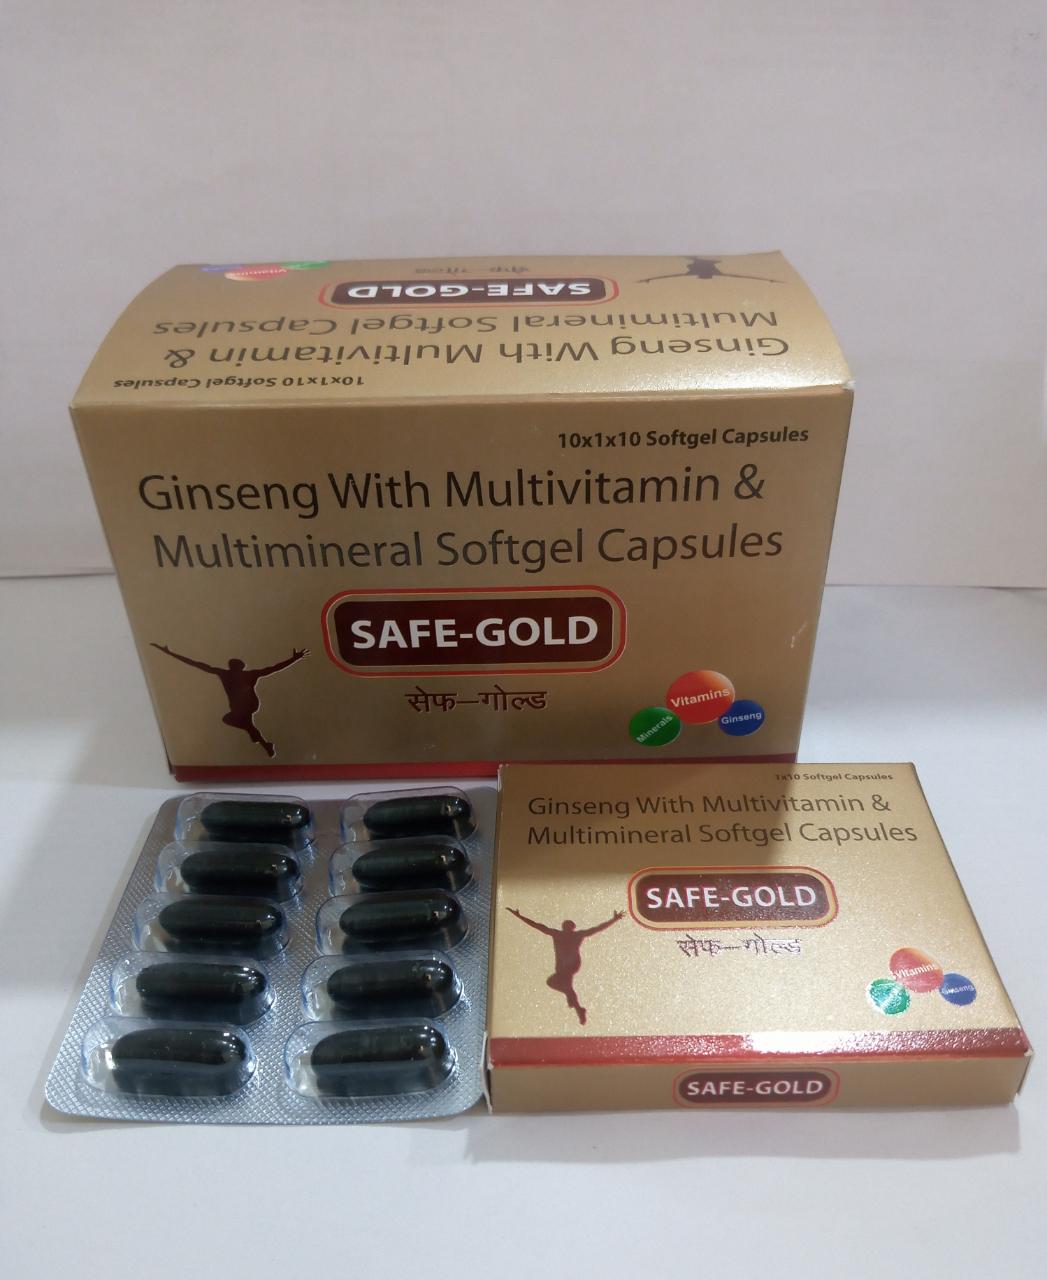 सेफ-गोल्ड
SAFE-GOLD
Multimineral Softgel Capsules
Ginseng With Multivitamin &
10x1x10 Softgel Capsules
Vitamins
10x1x10 Softgel Capsules
Ginseng With Multivitamin &
Multimineral Softgel Capsules
SAFE-GOLD
सेफ-गोल्ड
Vitamins
Minerals
Ginseng
1x10 Softgel Capsules
Ginseng With Multivitamin &
Multimineral Softgel Capsules
SAFE-GOLD
सेफ-गोल्ड
Vitamins
Ginseng
SAFE-GOLD